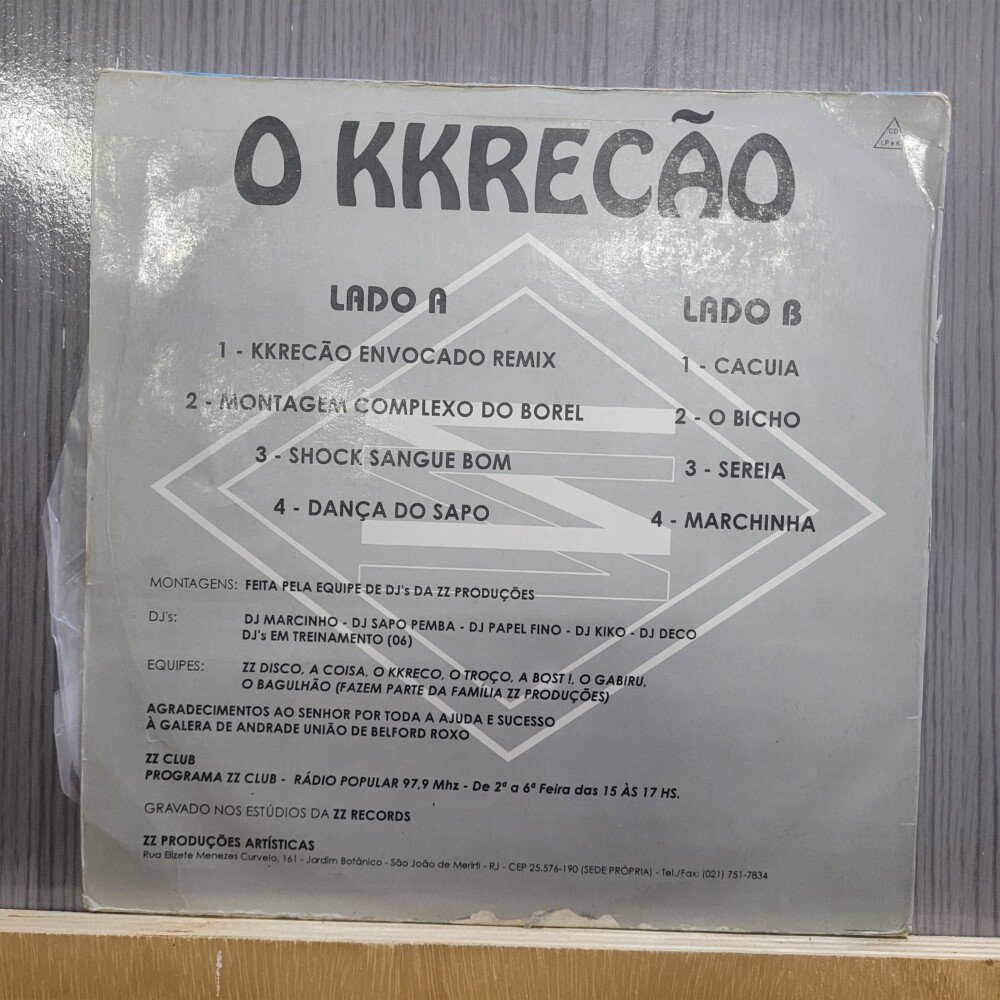 O KKRECÃO
CD
LP e K7
LADO A
1 - KKRECÃO ENVOCADO REMIX
2 - MONTAGEM COMPLEXO DO BOREL
3 - SHOCK SANGUE BOM
4 - DANÇA DO SAPO
LADO B
1 - CACUIA
2 - O BICHO
3 - SEREIA
4 - MARCHINHA
MONTAGENS: FEITA PELA EQUIPE DE DJ's DA ZZ PRODUÇÕES
DJ's: DJ MARCINHO - DJ SAPO PEMBA - DJ PAPEL FINO - DJ KIKO - DJ DECO
DJ's EM TREINAMENTO (06)
EQUIPES: ZZ DISCO, A COISA, O KKRECO, O TROÇO, A BOST !, O GABIRU,
O BAGULHÃO (FAZEM PARTE DA FAMÍLIA ZZ PRODUÇÕES)
AGRADECIMENTOS AO SENHOR POR TODA A AJUDA E SUCESSO
À GALERA DE ANDRADE UNIÃO DE BELFORD ROXO
ZZ CLUB
PROGRAMA ZZ CLUB - RÁDIO POPULAR 97,9 Mhz - De 2ª a 6ª Feira das 15 ÀS 17 HS.
GRAVADO NOS ESTÚDIOS DA ZZ RECORDS
ZZ PRODUÇÕES ARTÍSTICAS
Rua Elizete Menezes Curvelo, 161 - Jardim Botânico - São João de Meriti - RJ - CEP 25.576-190 (SEDE PRÓPRIA) - Tel./Fax: (021) 751-7834